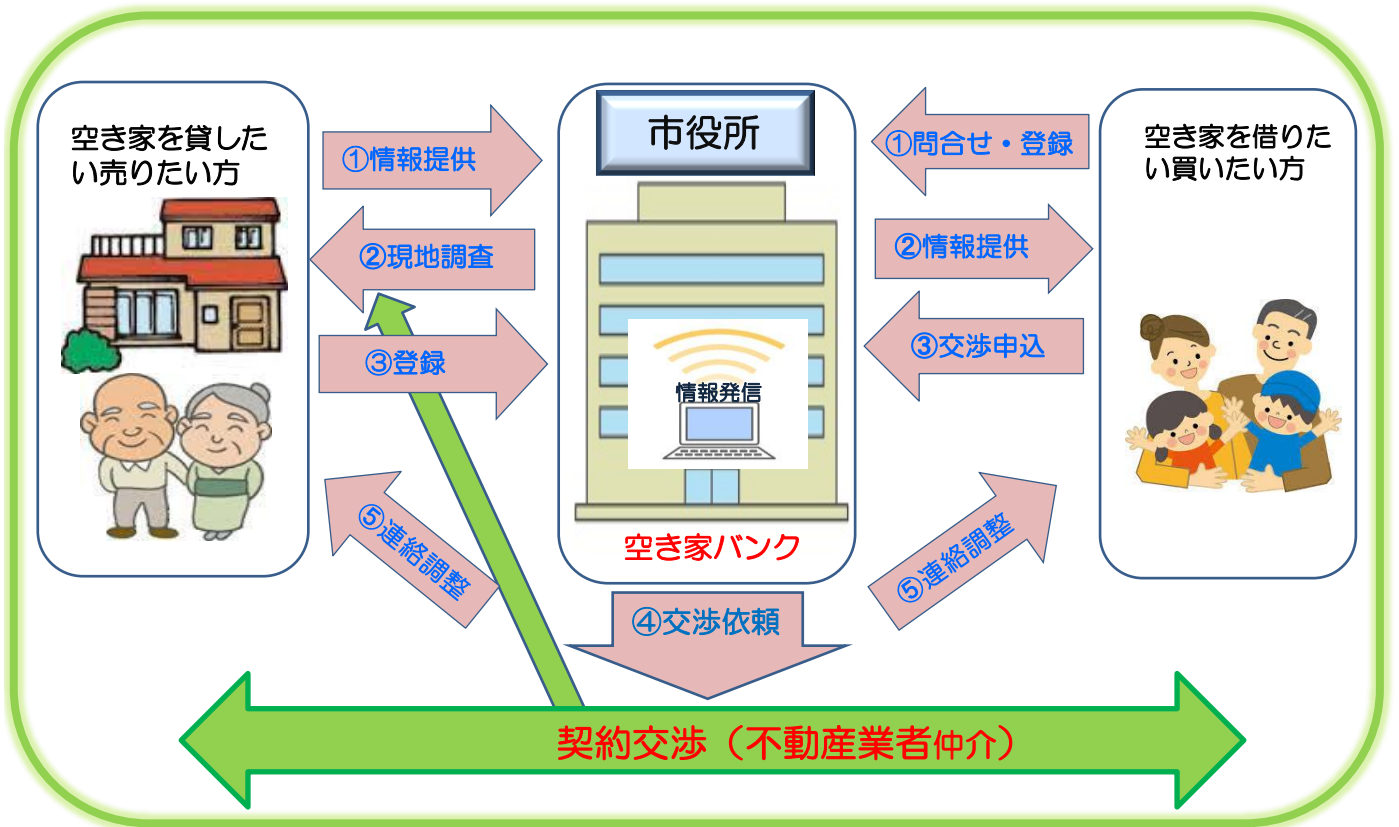 空き家を貸した
い売りたい方
①情報提供
②現地調査
③登録
市役所
情報発信
空き家バンク
①問合せ・登録
②情報提供
③交渉申込
空き家を借りた
い買いたい方
⑤連絡調整
④交渉依頼
⑤連絡調整
契約交渉（不動産業者仲介）